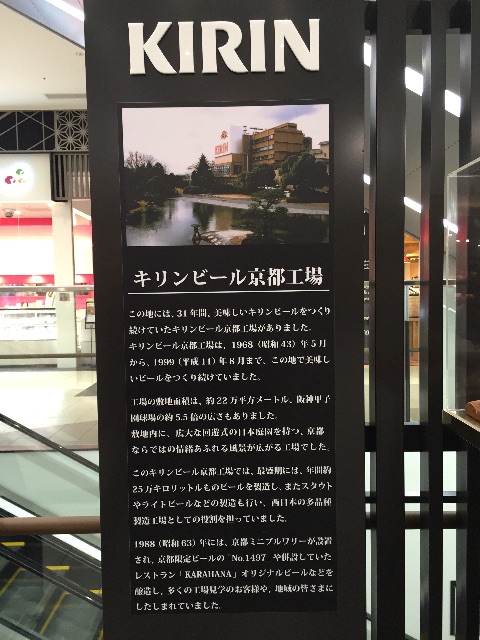 KIRIN
キリンビール京都工場
この地には、31年間、美味しいキリンビールをつくり
続けていたキリンビール京都工場がありました。
キリンビール京都工場は、1968（昭和43）年5月
から、1999（平成11）年8月まで、この地で美味し
いビールをつくり続けていました。
工場の敷地面積は、約22万平方メートル、阪神甲子
園球場の約5.5倍の広さもありました。
敷地内に、広大な回遊式の日本庭園を持つ、京都
ならではの情緒あふれる風景が広がる工場でした。
このキリンビール京都工場では、最盛期には、年間約
25万キロリットルものビールを製造し、またスタウト
やライトビールなどの製造も行い、西日本の多品種
製造工場としての役割を担っていました。
1988（昭和63）年には、京都ミニブルワリーが設置
され、京都限定ビールの「No.1497」や併設していた
レストラン「KARAHANA」オリジナルビールなどを
醸造し、多くの工場見学のお客様や、地域の皆さまに
したしまれていました。